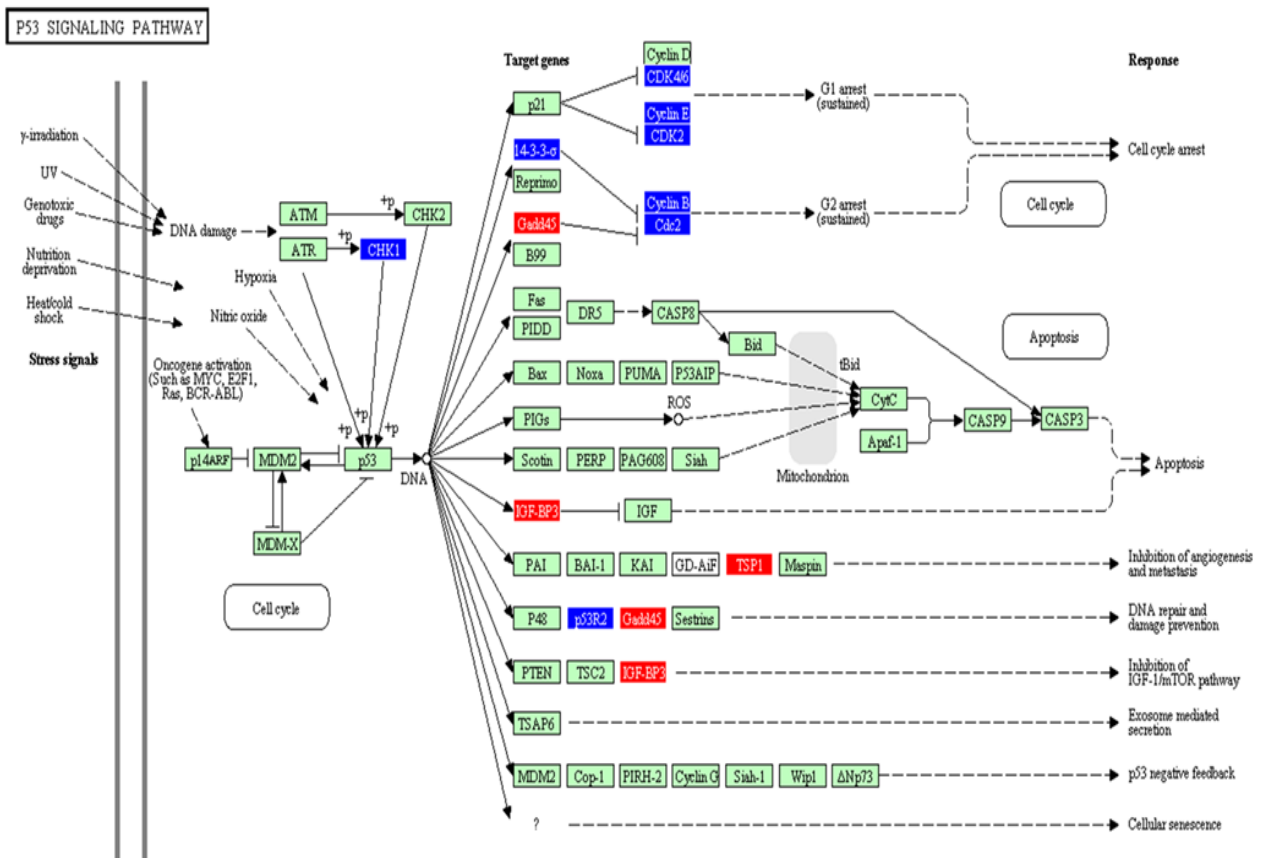 P53 SIGNALING PATHWAY
Target genes
Response
Cyclin D
CDK4/6
p21
Cyclin E
CDK2
G1 arrest
(sustained)
γ-irradiation
UV
Genotoxic
drugs
Nutrition
deprivation
Heat/cold
shock
Stress signals
DNA damage
ATM
+p
CHK2
ATR
+p
CHK1
Hypoxia
Nitric oxide
Oncogene activation
(Such as MYC, E2F1,
Ras, BCR-ABL)
+p
+p
+p
p14ARF
MDM2
p53
DNA
MDM-X
Cell cycle
14-3-3-σ
Reprimo
Gadd45
B99
Cyclin B
Cdc2
G2 arrest
(sustained)
Cell cycle arrest
Cell cycle
Fas
PIDD
DR5
CASP8
Bid
tBid
Apoptosis
Bax
Noxa
PUMA
P53AIP
CytC
PIGs
ROS
Apaf-1
CASP9
CASP3
Scotin
PERP
PAG608
Siah
Mitochondrion
Apoptosis
IGF-BP3
IGF
PAI
BAI-1
KAI
GD-AiF
TSP1
Maspin
Inhibition of angiogenesis
and metastasis
P48
p53R2
Gadd45
Sestrins
DNA repair and
damage prevention
PTEN
TSC2
IGF-BP3
Inhibition of
IGF-1/mTOR pathway
TSAP6
Exosome mediated
secretion
MDM2
Cop-1
PIRH-2
Cyclin G
Siah-1
Wip1
ΔNp73
p53 negative feedback
?
Cellular senescence